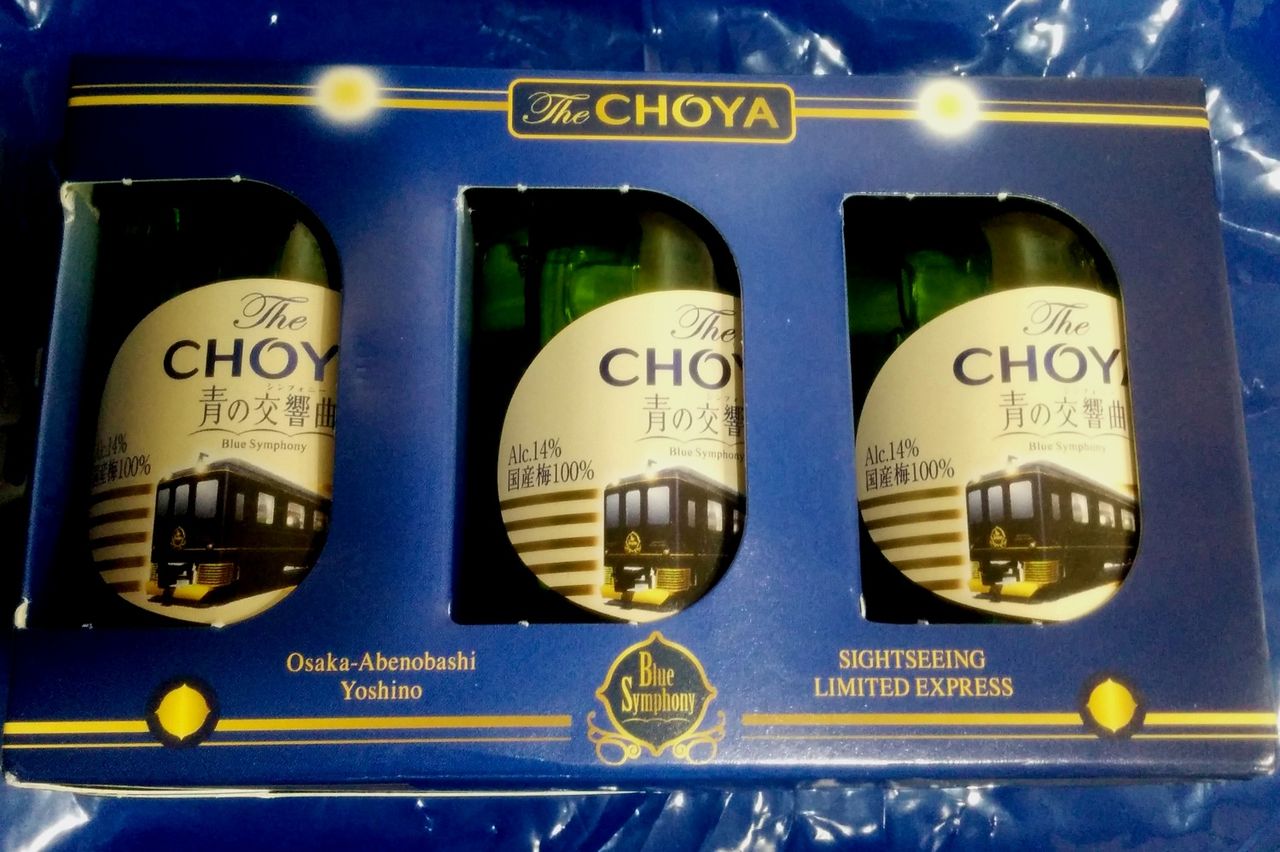 The CHOYA
The
CHOY
シンフォニー
青の交響曲
Blue Symphony
Alc.14%
国産梅100%
The
CHOY
青の交響
Blue Symphony
Alc.14%
国産梅100%
The
CHOYA
青の交響曲
Blue Symphony
Alc.14%
国産梅100%
Osaka-Abenobashi
Yoshino
Blue
Symphony
SIGHTSEEING
LIMITED EXPRESS